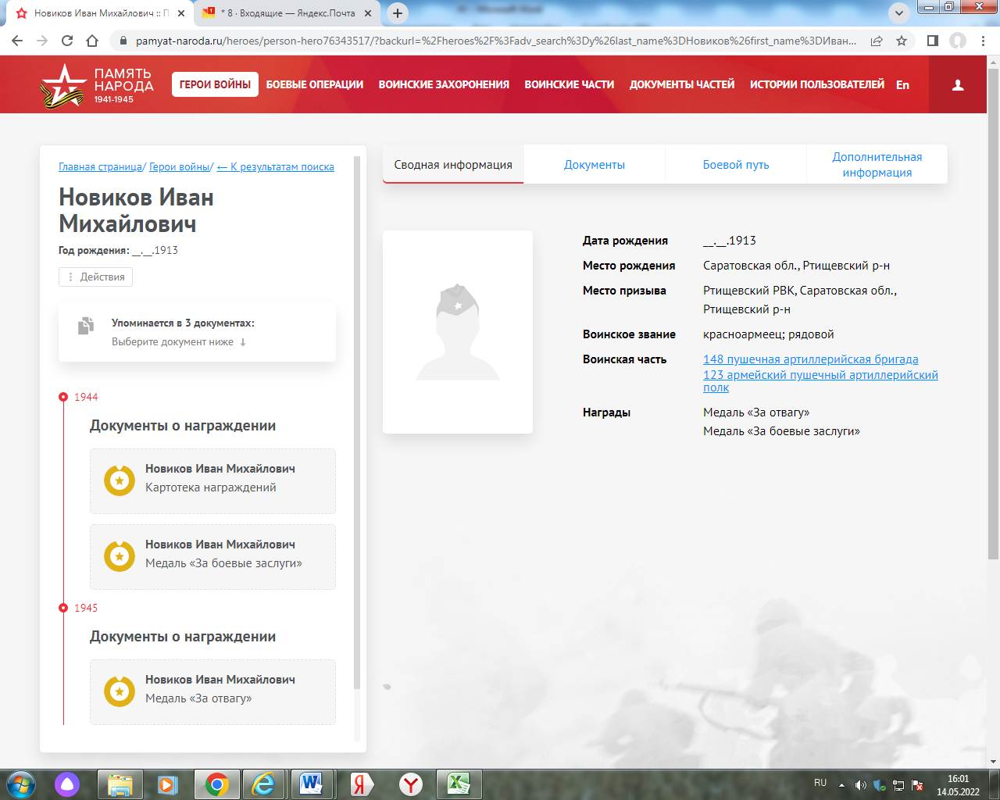 Новиков Иван Михайлович :: П
* 8 · Входящие — Яндекс.Почта
pamyat-naroda.ru/heroes/person-hero76343517/?backurl=%2Fheroes%2F%3Fadv_search%3Dy%26last_name%3DНовиков%26first_name%3DИван...
ПАМЯТЬ
НАРОДА
1941-1945
ГЕРОИ ВОЙНЫ
БОЕВЫЕ ОПЕРАЦИИ
ВОИНСКИЕ ЗАХОРОНЕНИЯ
ВОИНСКИЕ ЧАСТИ
ДОКУМЕНТЫ ЧАСТЕЙ
ИСТОРИИ ПОЛЬЗОВАТЕЛЕЙ
En
Главная страница/ Герои войны/ ← К результатам поиска
Новиков Иван
Михайлович
Год рождения: __.__.1913
Действия
Упоминается в 3 документах:
Выберите документ ниже ↓
1944
Документы о награждении
Новиков Иван Михайлович
Картотека награждений
Новиков Иван Михайлович
Медаль «За боевые заслуги»
1945
Документы о награждении
Новиков Иван Михайлович
Медаль «За отвагу»
Сводная информация
Документы
Боевой путь
Дополнительная
информация
Дата рождения __.__.1913
Место рождения Саратовская обл., Ртищевский р-н
Место призыва Ртищевский РВК, Саратовская обл.,
Ртищевский р-н
Воинское звание красноармеец; рядовой
Воинская часть 148 пушечная артиллерийская бригада
123 армейский пушечный артиллерийский
полк
Награды Медаль «За отвагу»
Медаль «За боевые заслуги»
RU
16:01
14.05.2022